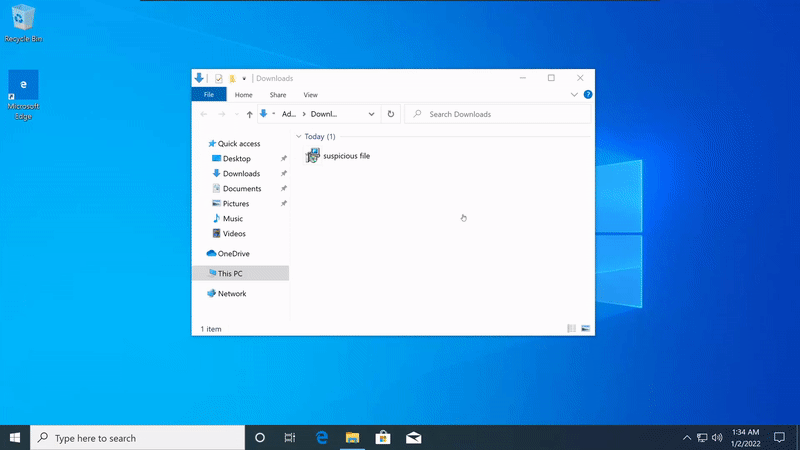 Recycle Bin
Microsoft
Edge
Downloads
File Home Share View
Ad... Downl... Search Downloads
Today (1)
suspicious file
Quick access
Desktop
Downloads
Documents
Pictures
Music
Videos
OneDrive
This PC
Network
1 item
Type here to search
1:34 AM
1/2/2022